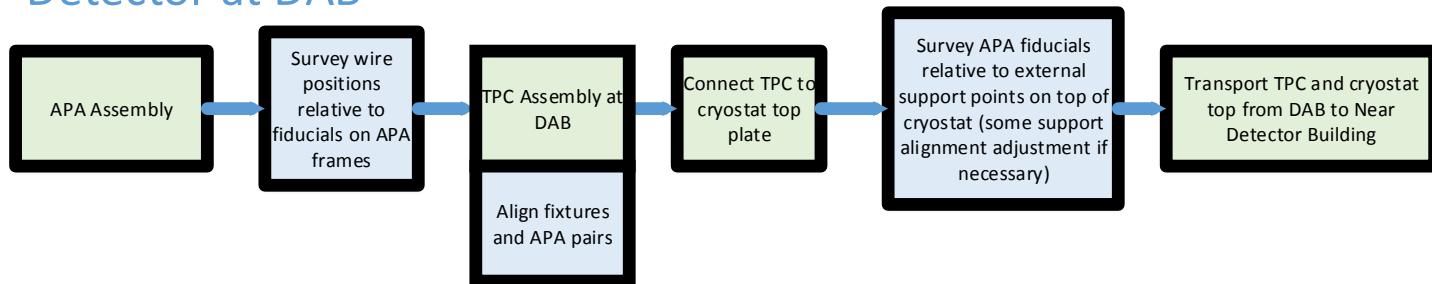 Detector at DAB
APA Assembly
Survey wire
positions
relative to
fiducials on APA
frames
TPC Assembly at
DAB
Align fixtures
and APA pairs
Connect TPC to
cryostat top
plate
Survey APA fiducials
relative to external
support points on top of
cryostat (some support
alignment adjustment if
necessary)
Transport TPC and cryostat
top from DAB to Near
Detector Building